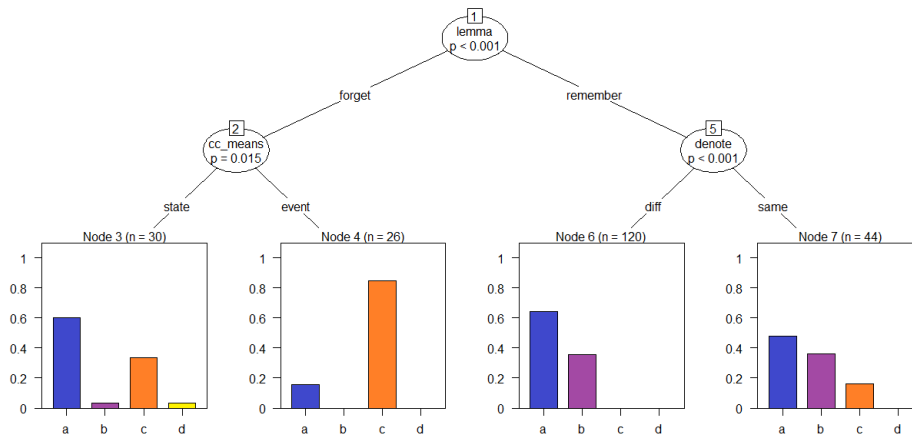 1
lemma
p < 0.001
forget
remember
2
cc_means
p = 0.015
5
denote
p < 0.001
state
event
diff
same
Node 3 (n = 30)
1
0.8
0.6
0.4
0.2
0
a b c d
Node 4 (n = 26)
1
0.8
0.6
0.4
0.2
0
a b c d
Node 6 (n = 120)
1
0.8
0.6
0.4
0.2
0
a b c d
Node 7 (n = 44)
1
0.8
0.6
0.4
0.2
0
a b c d